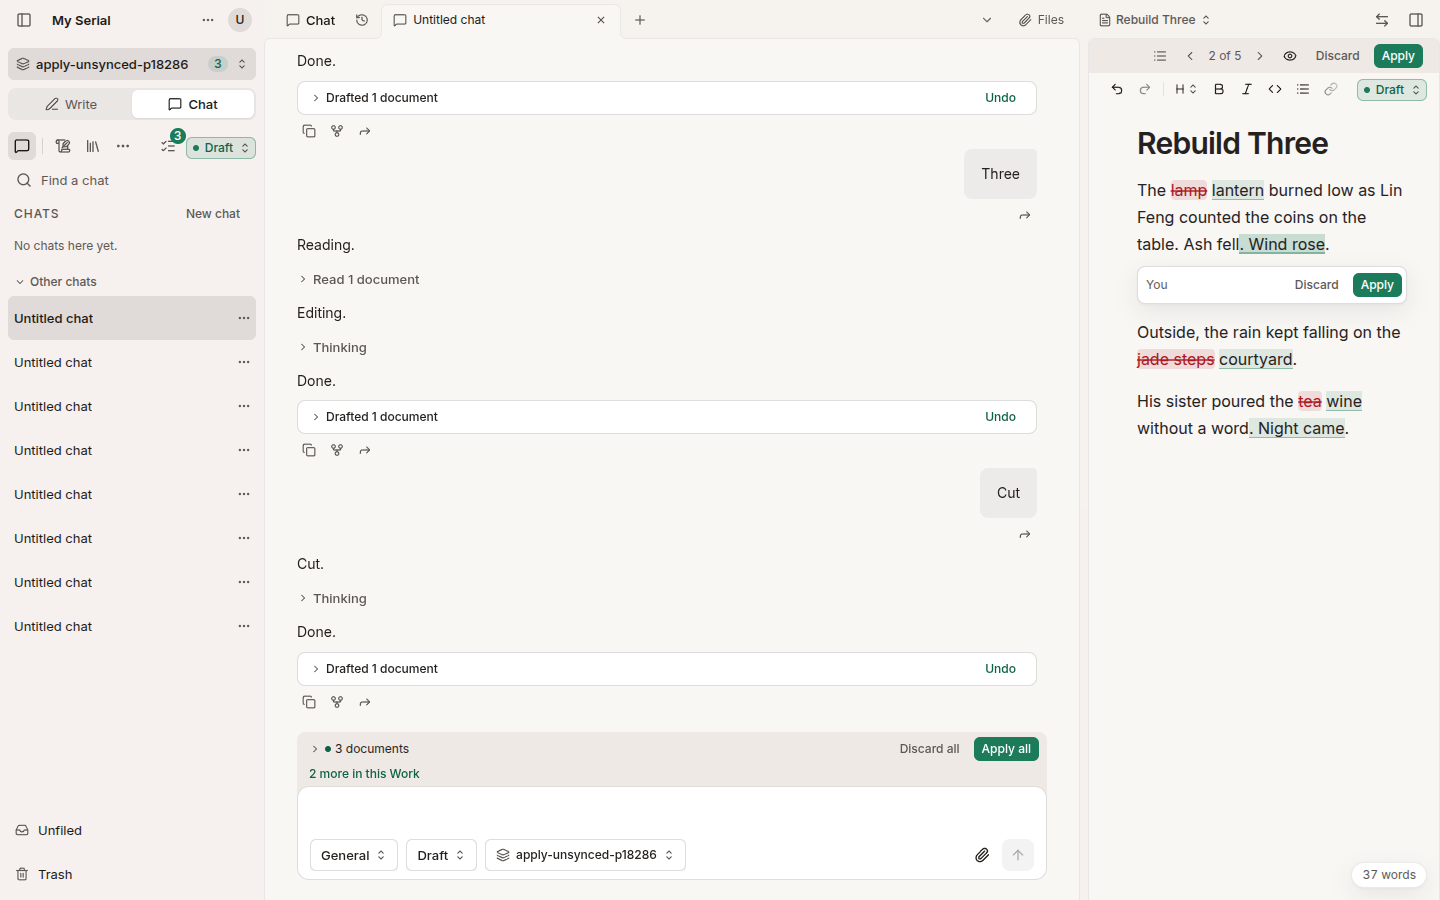 My Serial
U
Chat
Untitled chat
Files
Rebuild Three
apply-unsynced-p18286
3
2 of 5
Discard
Apply
Write
Chat
H
B
I
Draft
3
Draft
Find a chat
CHATS
New chat
No chats here yet.
Other chats
Untitled chat
Untitled chat
Untitled chat
Untitled chat
Untitled chat
Untitled chat
Untitled chat
Untitled chat
Unfiled
Trash
Done.
Drafted 1 document
Undo
Three
Reading.
Read 1 document
Editing.
Thinking
Done.
Drafted 1 document
Undo
Cut
Cut.
Thinking
Done.
Drafted 1 document
Undo
3 documents
Discard all
Apply all
2 more in this Work
General
Draft
apply-unsynced-p18286
Rebuild Three
The lamp lantern burned low as Lin
Feng counted the coins on the
table. Ash fell. Wind rose.
You
Discard
Apply
Outside, the rain kept falling on the
jade steps courtyard.
His sister poured the tea wine
without a word. Night came.
37 words